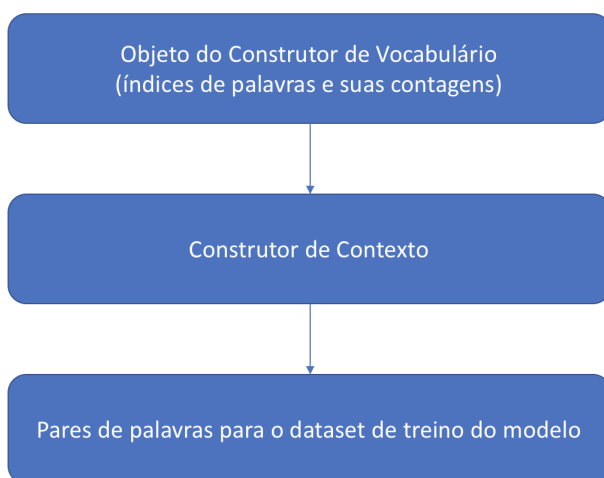 Objeto do Construtor de Vocabulário
(índices de palavras e suas contagens)
Construtor de Contexto
Pares de palavras para o dataset de treino do modelo